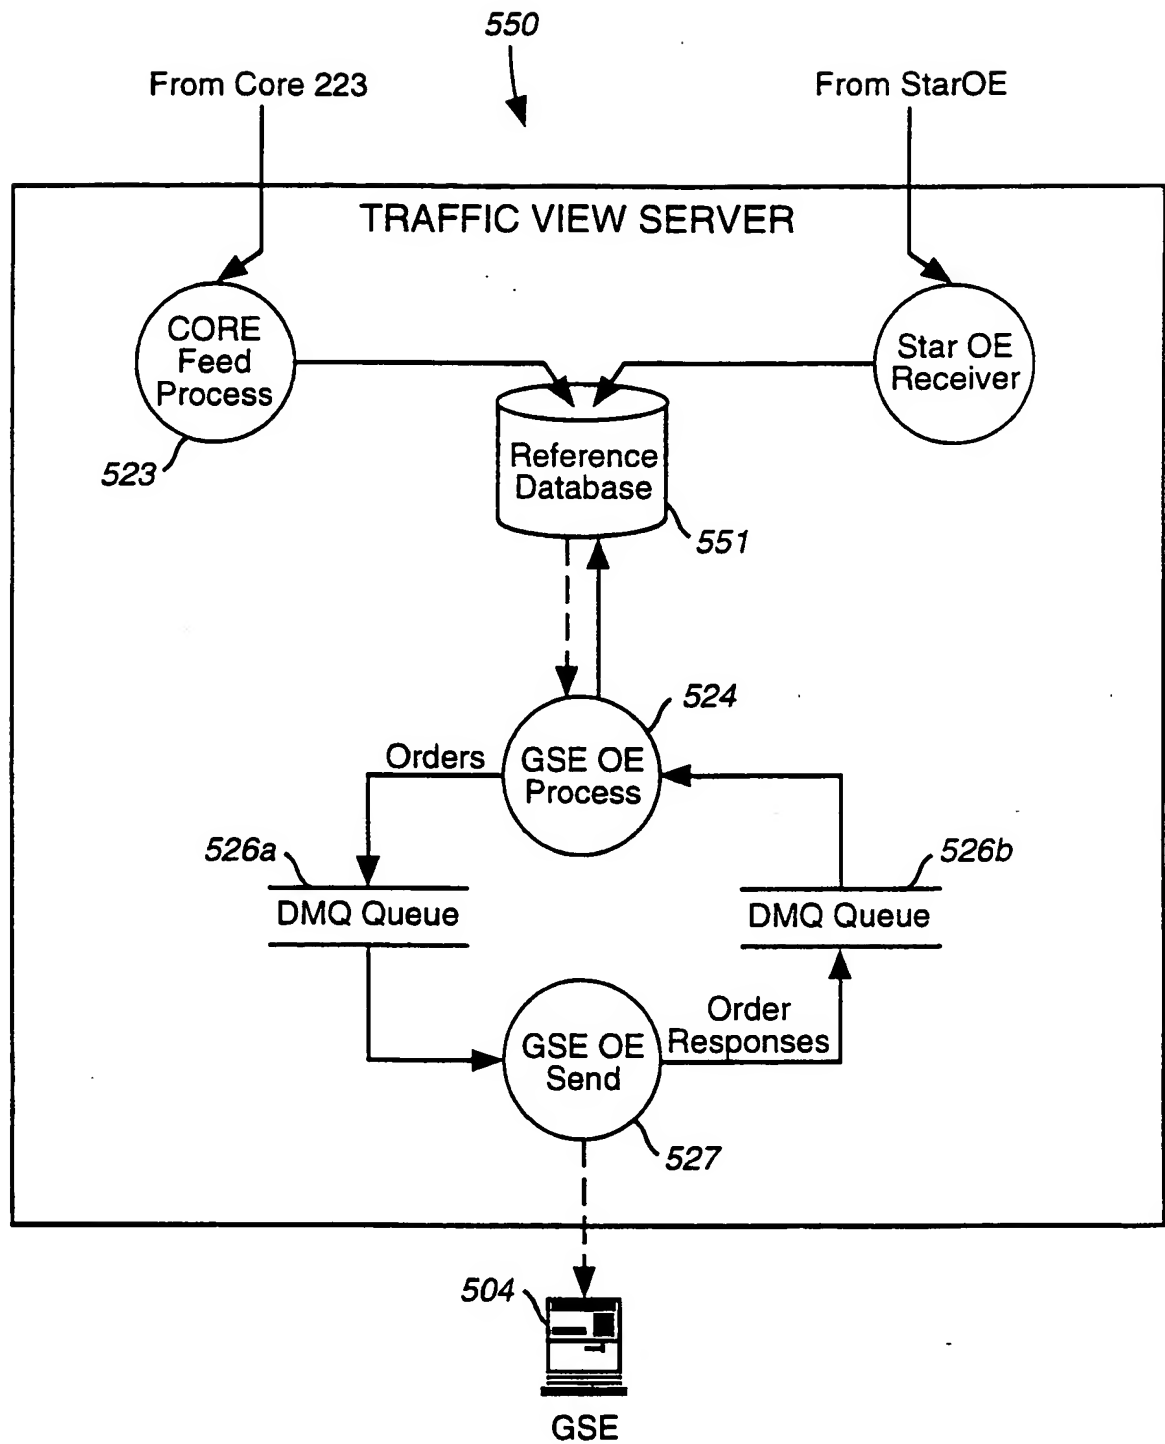 550
From Core 223
From StarOE
TRAFFIC VIEW SERVER
CORE
Feed
Process
523
Star OE
Receiver
Reference
Database
551
524
GSE OE
Process
Orders
526a
DMQ Queue
526b
DMQ Queue
GSE OE
Send
Order
Responses
527
504
GSE